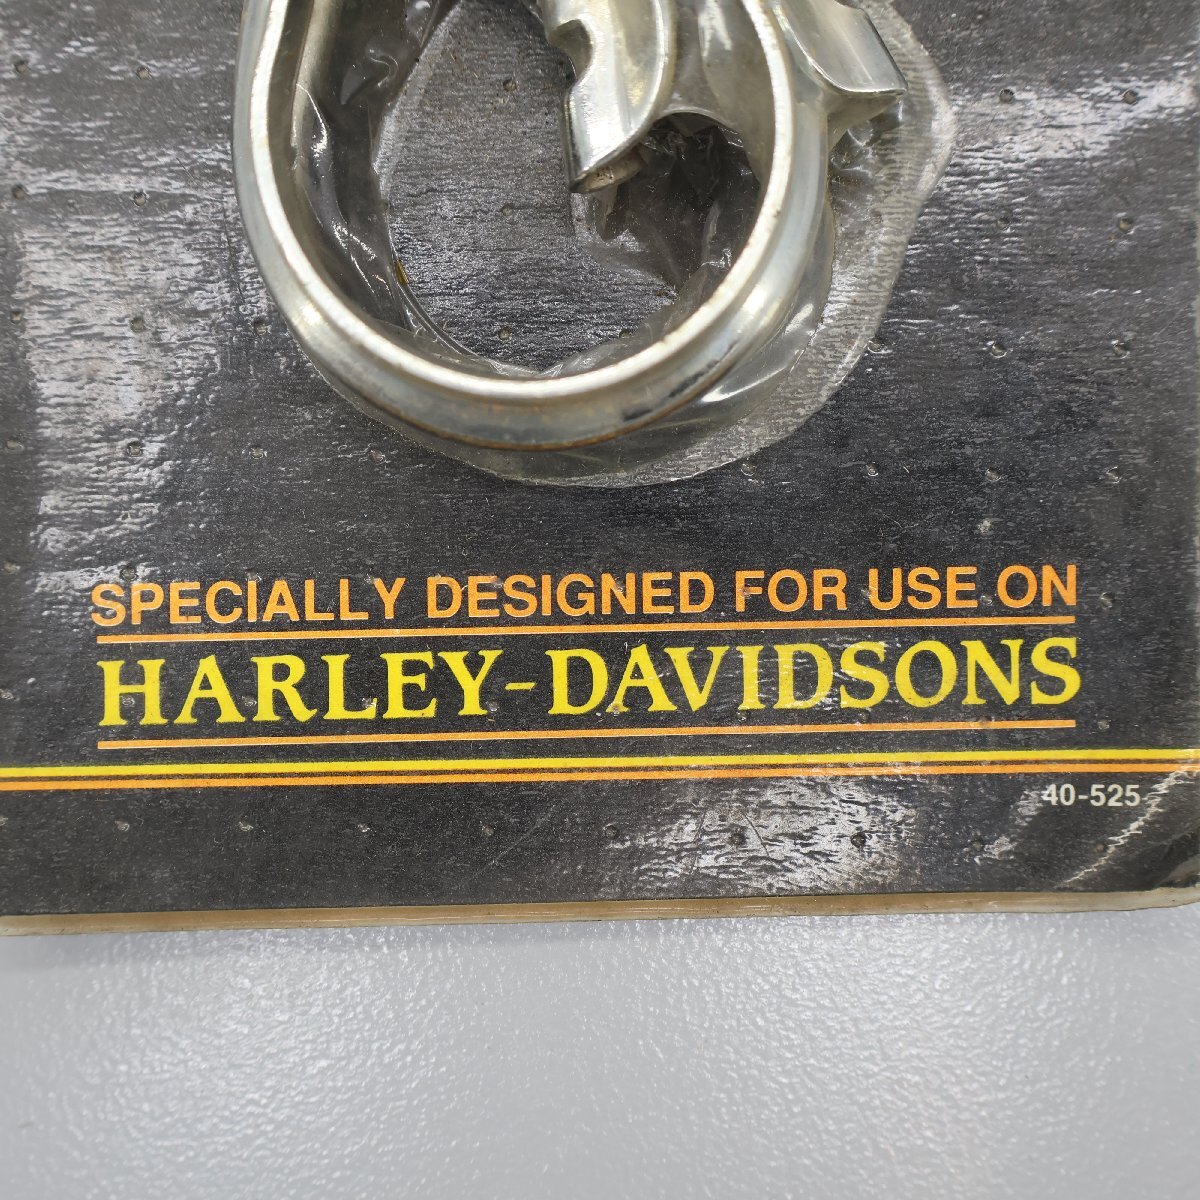 SPECIALLY DESIGNED FOR USE ON
HARLEY-DAVIDSONS
40-525